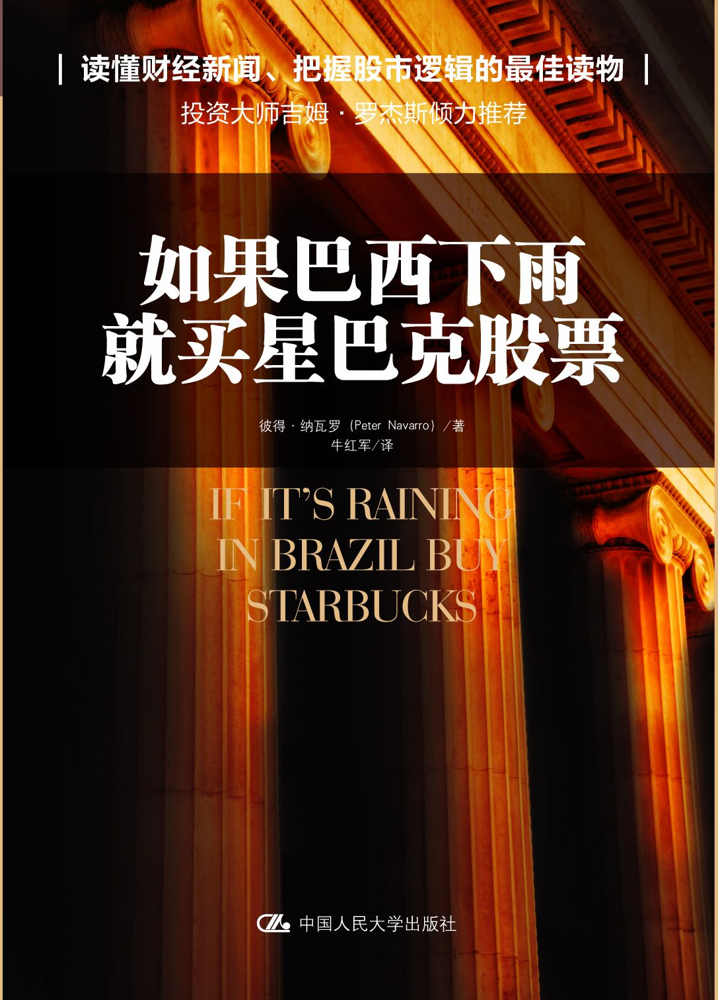 读懂财经新闻、把握股市逻辑的最佳读物
投资大师吉姆·罗杰斯倾力推荐
如果巴西下雨
就买星巴克股票
彼得·纳瓦罗（Peter Navarro）/著
牛红军/译
IF IT'S RAINING
IN BRAZIL BUY
STARBUCKS
中国人民大学出版社